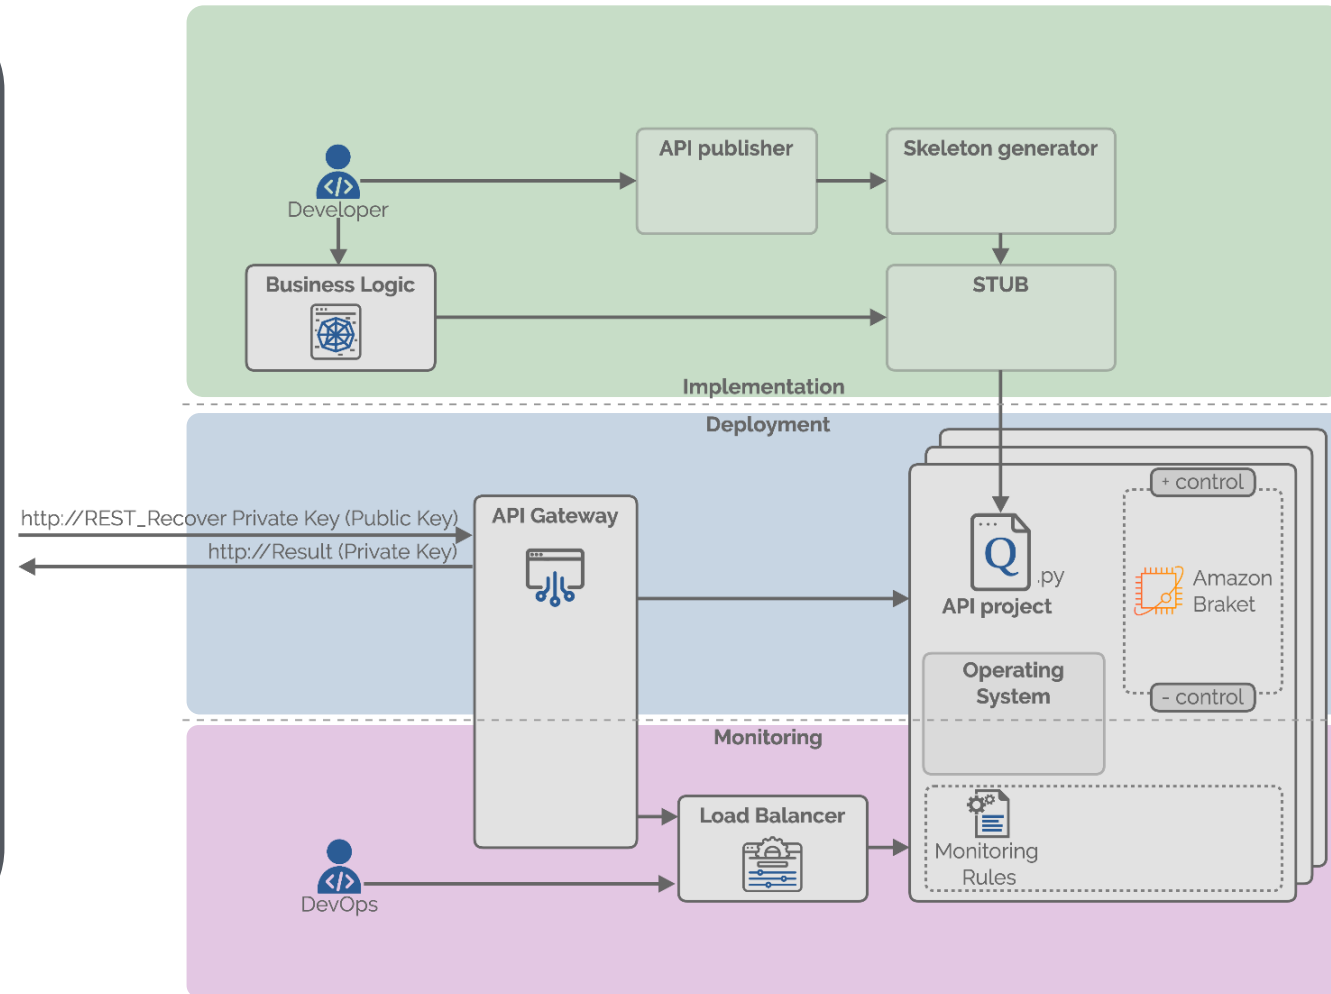 API publisher
Skeleton generator
Developer
Business Logic
STUB
Implementation
Deployment
+ control
http://REST_Recover Private Key (Public Key)
API Gateway
http://Result (Private Key)
Q
.py
API project
Amazon
Braket
Operating
System
- control
Monitoring
Load Balancer
Monitoring
Rules
DevOps